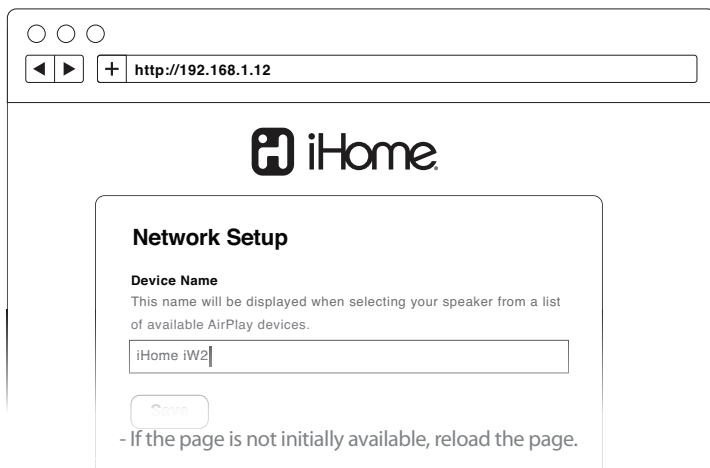 http://192.168.1.12
iHome
Network Setup
Device Name
This name will be displayed when selecting your speaker from a list
of available AirPlay devices.
iHome iW2
Save
- If the page is not initially available, reload the page.